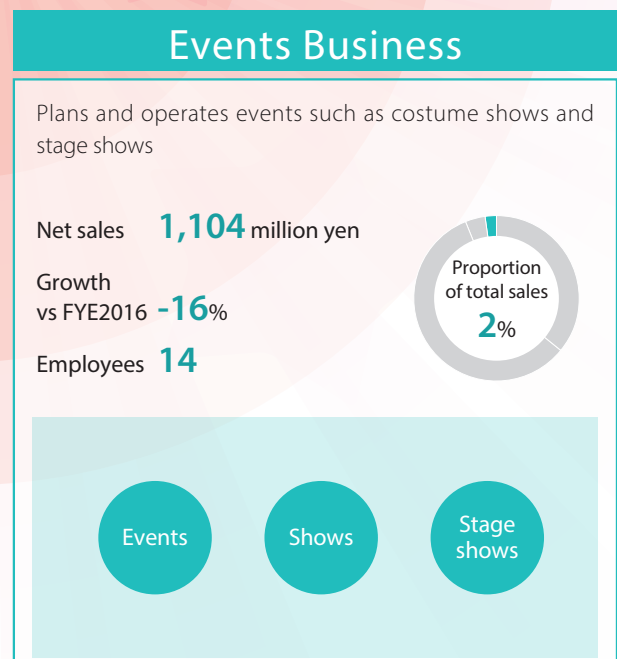 Events Business
Plans and operates events such as costume shows and
stage shows
Net sales 1,104 million yen
Growth
vs FYE2016 -16%
Employees 14
Proportion
of total sales
2%
Events
Shows
Stage
shows